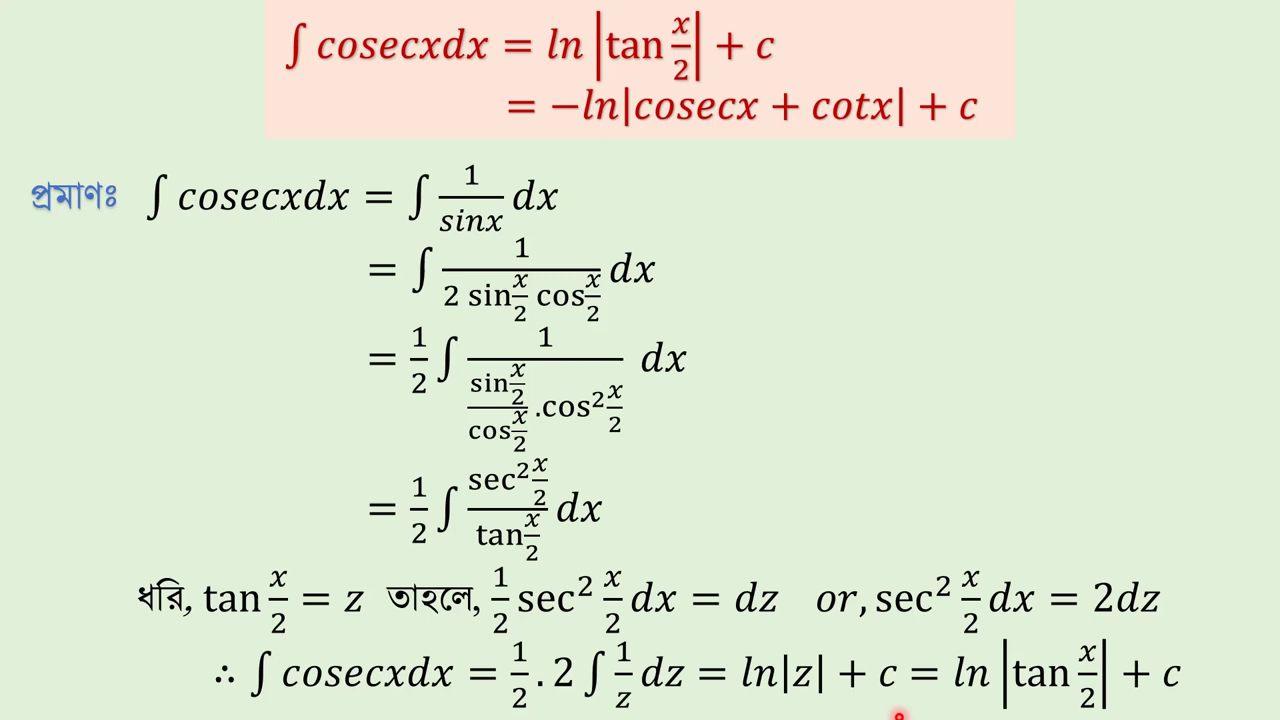 ∫ cosecxdx = ln |tan x/2| + c
= −ln|cosecx + cotx| + c
প্রমাণঃ ∫ cosecxdx = ∫ 1/sinx dx
= ∫ 1/(2 sin x/2 cos x/2) dx
= 1/2 ∫ 1/((sin x/2)/(cos x/2) .cos² x/2) dx
= 1/2 ∫ (sec² x/2)/(tan x/2) dx
ধরি, tan x/2 = z তাহলে, 1/2 sec² x/2 dx = dz or, sec² x/2 dx = 2dz
∴ ∫ cosecxdx = 1/2 . 2 ∫ 1/z dz = ln|z| + c = ln |tan x/2| + c